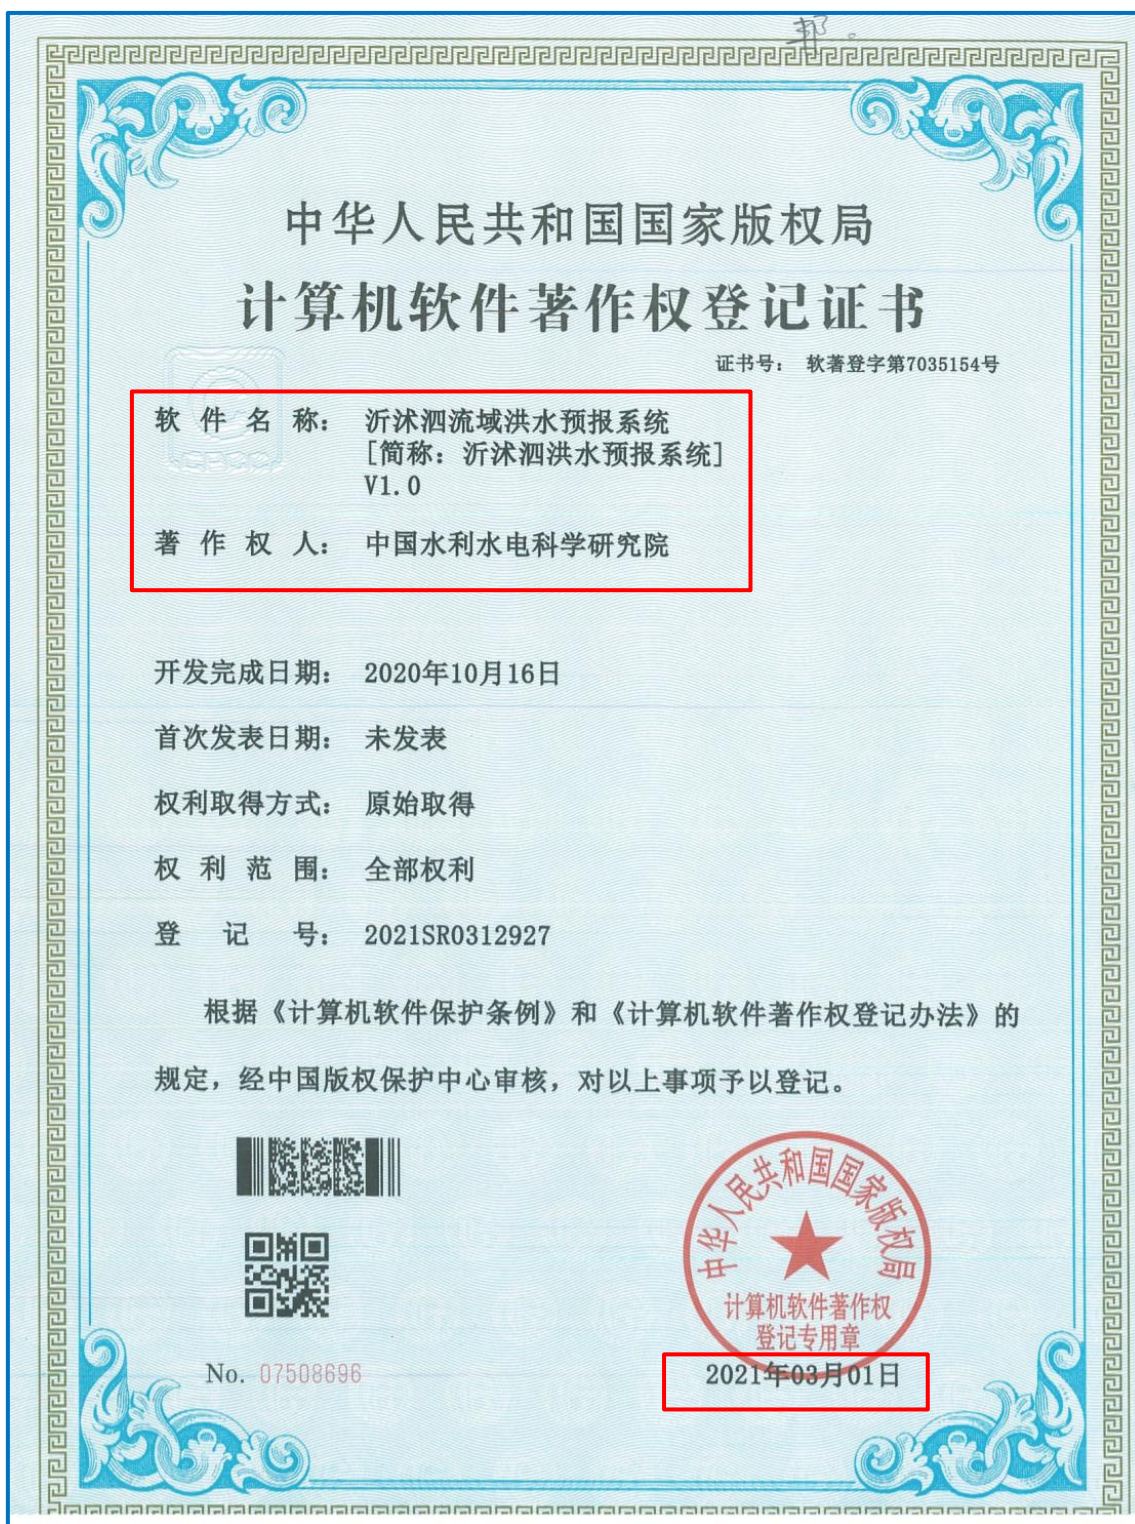 中华人民共和国国家版权局
计算机软件著作权登记证书
证书号： 软著登字第7035154号
软件名称： 沂沭泗流域洪水预报系统
[简称：沂沭泗洪水预报系统]
V1.0
著作权人： 中国水利水电科学研究院
开发完成日期： 2020年10月16日
首次发表日期： 未发表
权利取得方式： 原始取得
权利范围： 全部权利
登记号： 2021SR0312927
根据《计算机软件保护条例》和《计算机软件著作权登记办法》的
规定，经中国版权保护中心审核，对以上事项予以登记。
中华人民共和国国家版权局
计算机软件著作权
登记专用章
No. 07508696
2021年03月01日